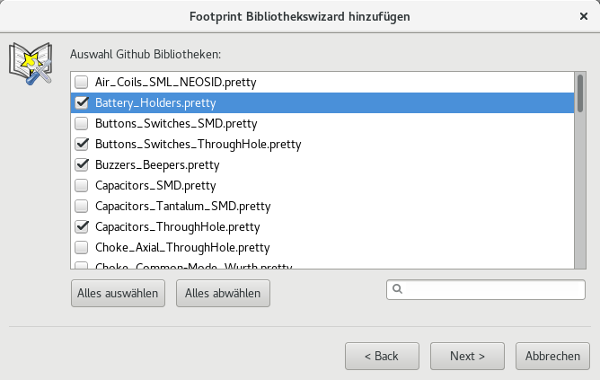 Footprint Bibliothekswizard hinzufügen
Auswahl Github Bibliotheken:
Air_Coils_SML_NEOSID.pretty
Battery_Holders.pretty
Buttons_Switches_SMD.pretty
Buttons_Switches_ThroughHole.pretty
Buzzers_Beepers.pretty
Capacitors_SMD.pretty
Capacitors_Tantalum_SMD.pretty
Capacitors_ThroughHole.pretty
Choke_Axial_ThroughHole.pretty
Choke_Common-Mode_Wurth.pretty
Alles auswählen Alles abwählen
< Back Next > Abbrechen